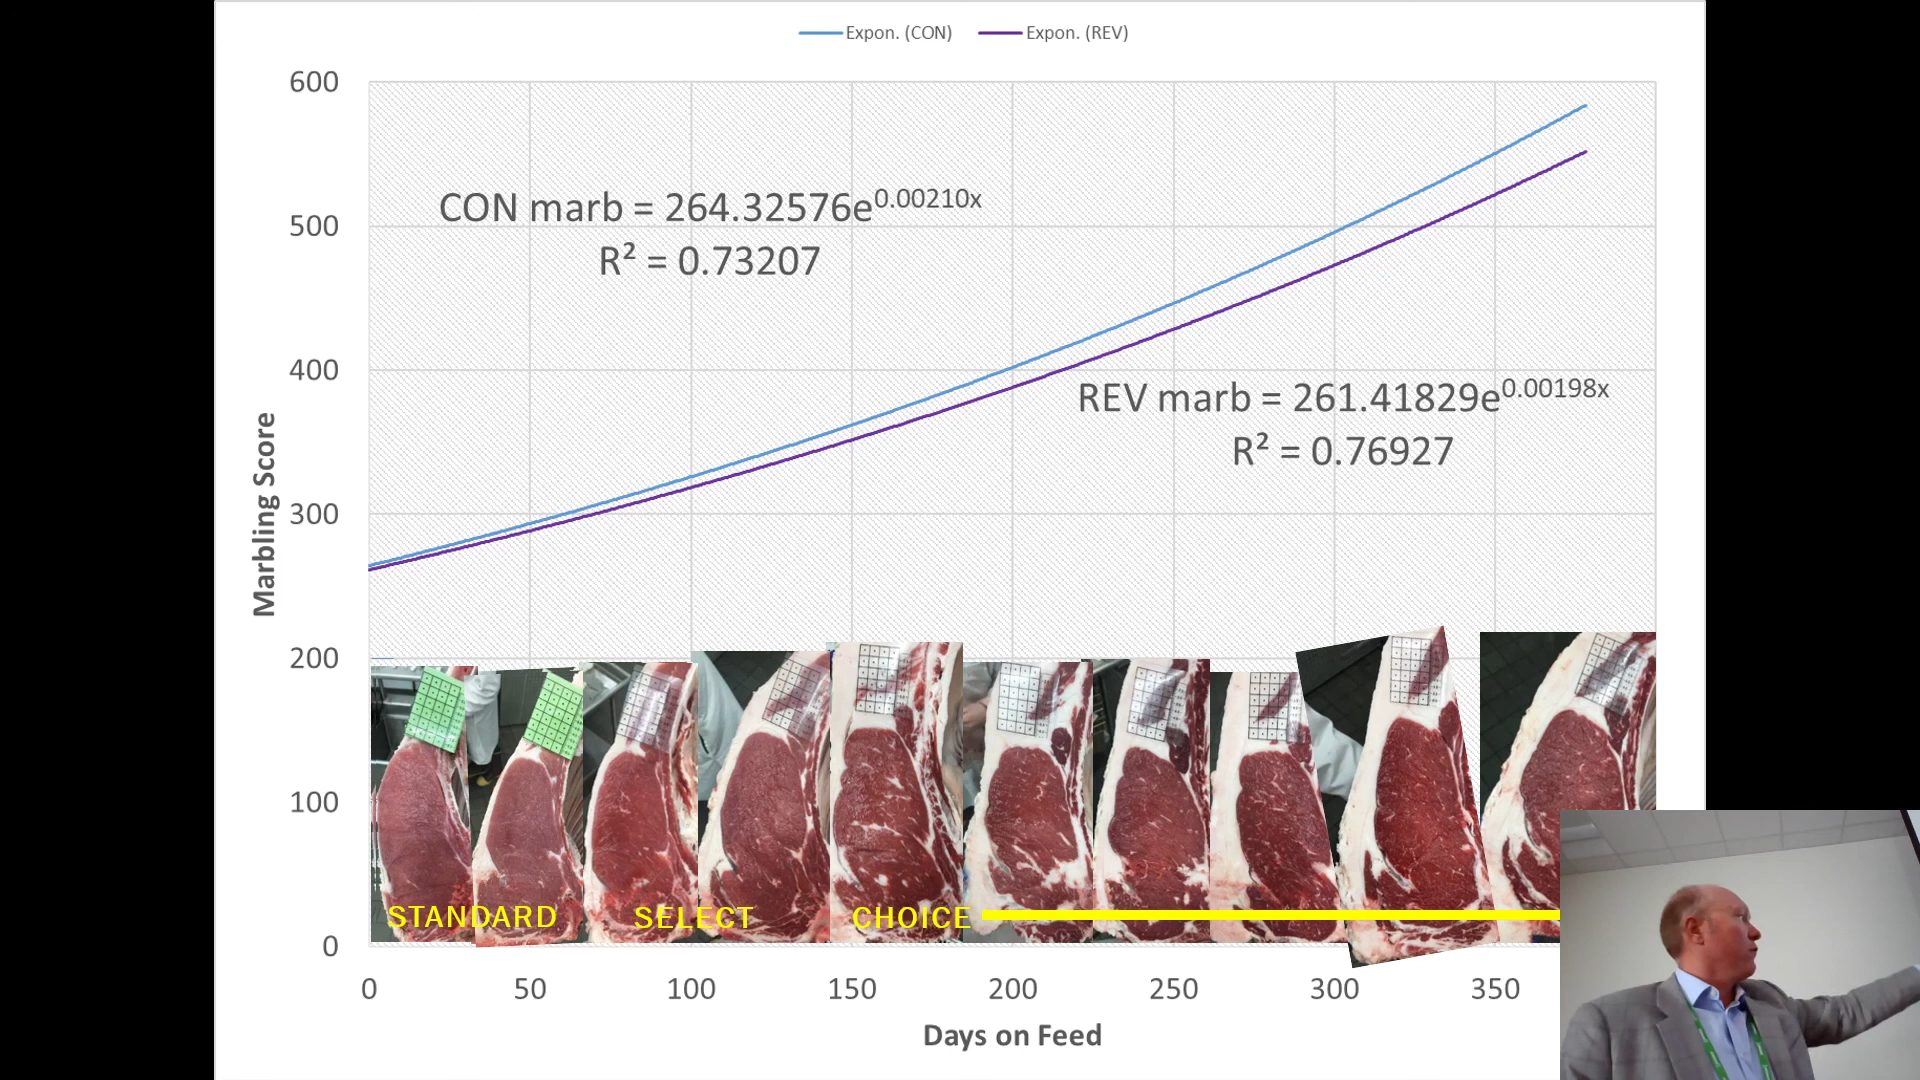 Expon. (CON) Expon. (REV)
600
500
400
300
200
100
0
Marbling Score
CON marb = 264.32576e^0.00210x
R² = 0.73207
REV marb = 261.41829e^0.00198x
R² = 0.76927
STANDARD SELECT CHOICE
0 50 100 150 200 250 300 350
Days on Feed